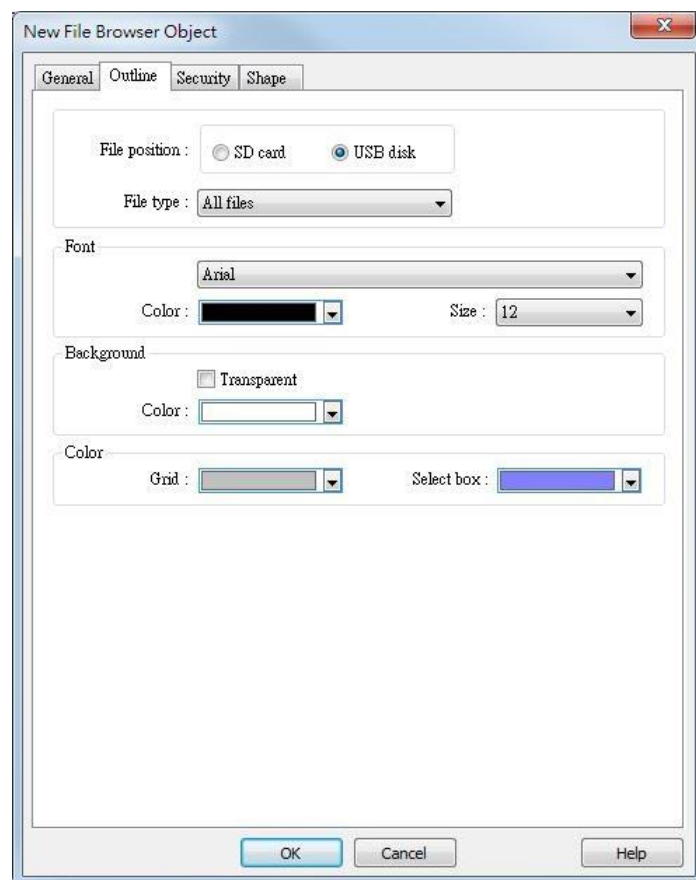 New File Browser Object
General Outline Security Shape
File position : SD card USB disk
File type : All files
Font
Arial
Color : Size : 12
Background
Transparent
Color :
Color
Grid : Select box :
OK Cancel Help